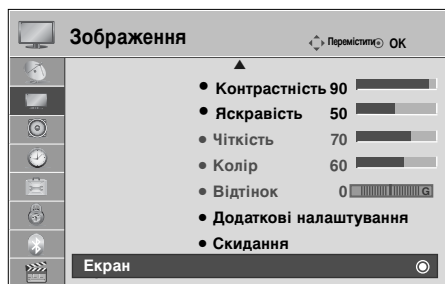 Зображення Перемістити OK
• Контрастність 90
• Яскравість 50
• Чіткість 70
• Колір 60
• Відтінок 0 G
• Додаткові налаштування
• Скидання
Екран